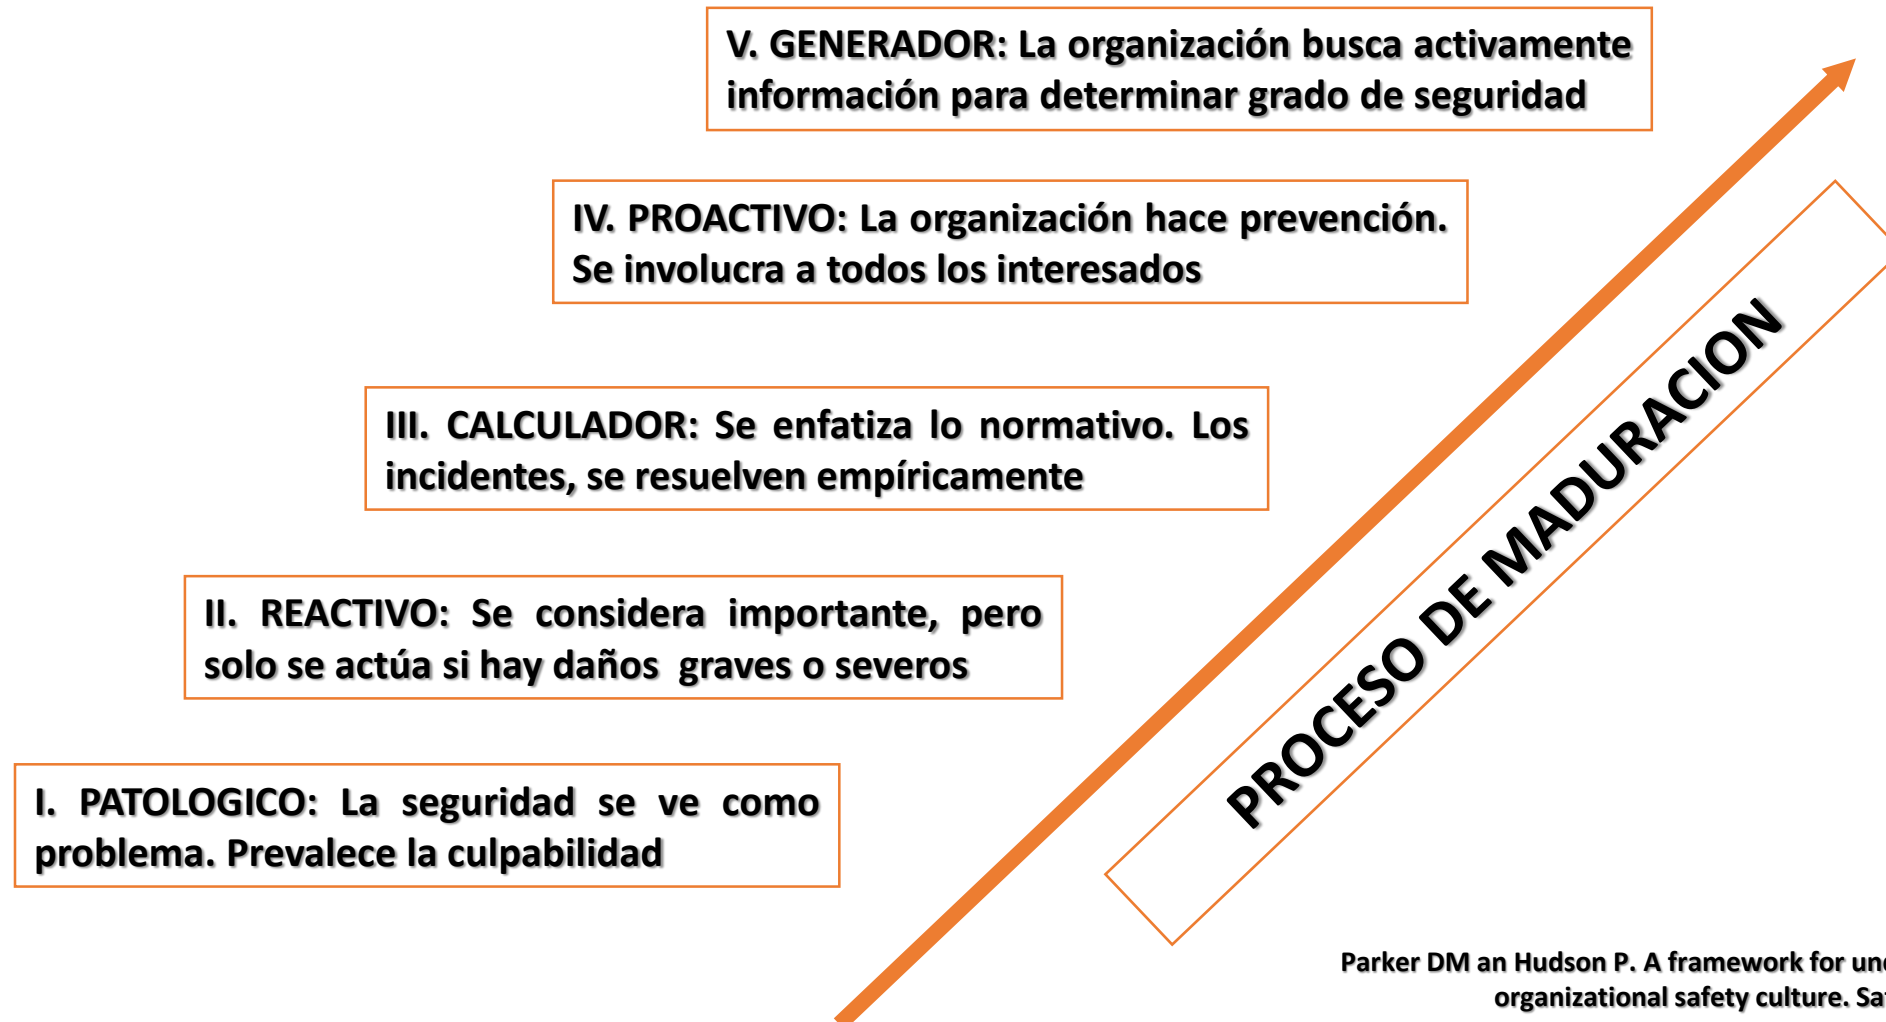 V. GENERADOR: La organización busca activamente
información para determinar grado de seguridad
IV. PROACTIVO: La organización hace prevención.
Se involucra a todos los interesados
III. CALCULADOR: Se enfatiza lo normativo. Los
incidentes, se resuelven empíricamente
II. REACTIVO: Se considera importante, pero
solo se actúa si hay daños graves o severos
I. PATOLOGICO: La seguridad se ve como
problema. Prevalece la culpabilidad
PROCESO DE MADURACION
Parker DM an Hudson P. A framework for
organizational safety culture.